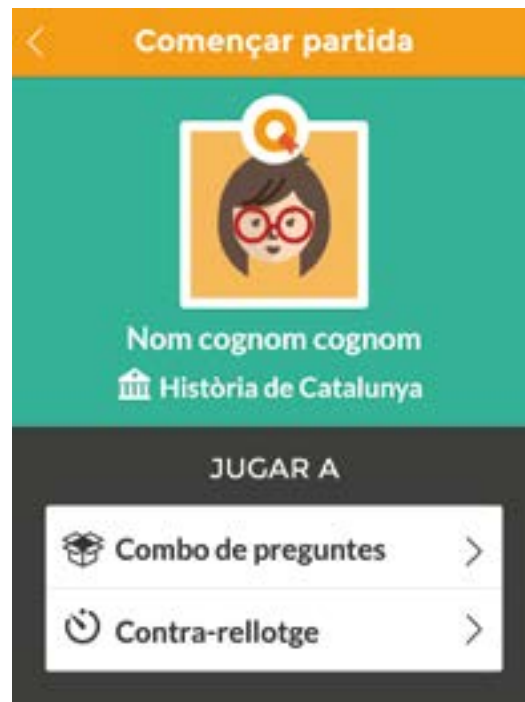 Començar partida
Nom cognom cognom
Història de Catalunya
JUGAR A
Combo de preguntes
Contra-rellotge